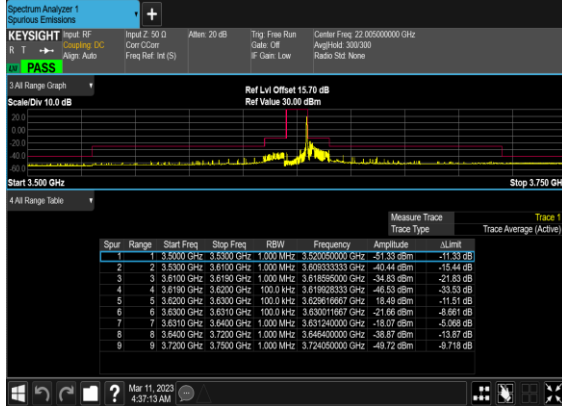 Spectrum Analyzer 1
Spurious Emissions
KEYSIGHT Input: RF Input Z: 50 Ω Atten: 20 dB Trig: Free Run Center Freq: 22.005000000 GHz
R T Coupling: DC Corr CCorr Gate: Off Avg|Hold: 300/300
Align: Auto Freq Ref: Int (S) IF Gain: Low Radio Std: None
PASS
3 All Range Graph
Ref Lvl Offset 15.70 dB
Scale/Div 10.0 dB Ref Value 30.00 dBm
20.0
0.00
-20.0
-40.0
-60.0
Start 3.500 GHz Stop 3.750 GH
4 All Range Table
Measure Trace Trace 1
Trace Type Trace Average (Active)
Spur Range Start Freq Stop Freq RBW Frequency Amplitude ΔLimit
1 1 3.5000 GHz 3.5300 GHz 1.000 MHz 3.520050000 GHz -51.33 dBm -11.33 dB
2 2 3.5300 GHz 3.6100 GHz 1.000 MHz 3.609333333 GHz -40.44 dBm -15.44 dB
3 3 3.6100 GHz 3.6190 GHz 1.000 MHz 3.618595000 GHz -34.83 dBm -21.83 dB
4 4 3.6190 GHz 3.6200 GHz 100.0 kHz 3.619928333 GHz -46.53 dBm -33.53 dB
5 5 3.6200 GHz 3.6300 GHz 100.0 kHz 3.629616667 GHz 18.49 dBm -11.51 dB
6 6 3.6300 GHz 3.6310 GHz 100.0 kHz 3.630011667 GHz -21.66 dBm -8.661 dB
7 7 3.6310 GHz 3.6400 GHz 1.000 MHz 3.631240000 GHz -18.07 dBm -5.068 dB
8 8 3.6400 GHz 3.7200 GHz 1.000 MHz 3.646400000 GHz -38.87 dBm -13.87 dB
9 9 3.7200 GHz 3.7500 GHz 1.000 MHz 3.724050000 GHz -49.72 dBm -9.718 dB
Mar 11, 2023
4:37:13 AM